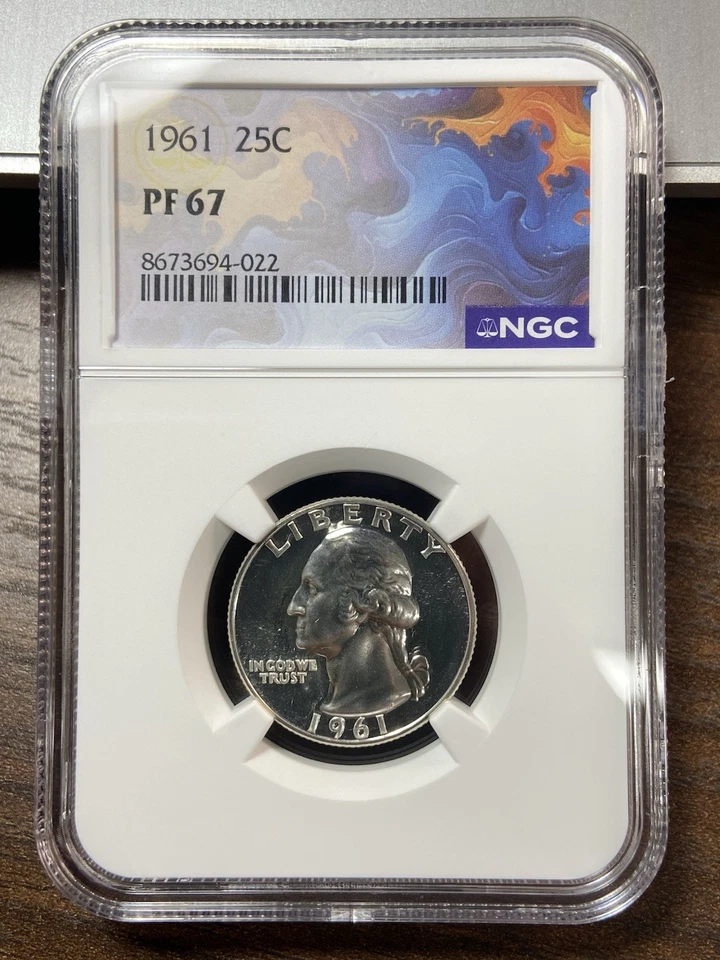 1961 25C
PF 67
8673694-022
NGC
LIBERTY
IN GOD WE
TRUST
1961